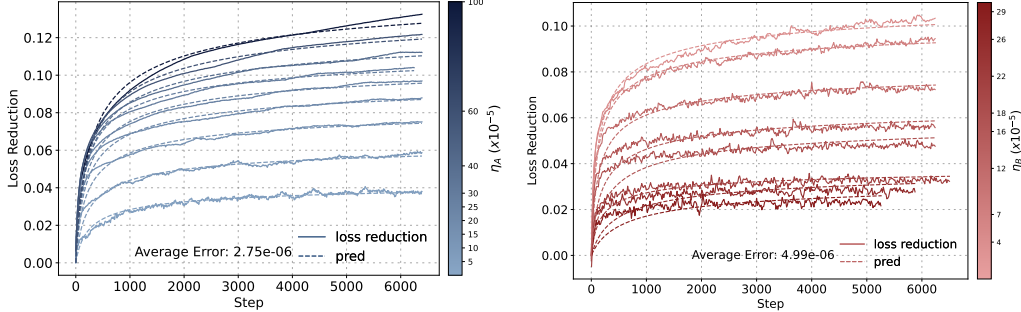 0.12
0.10
0.08
0.06
0.04
0.02
0.00
Loss Reduction
Average Error: 2.75e-06
loss reduction
pred
0 1000 2000 3000 4000 5000 6000
Step
100
60
40
30
25
20
15
10
5
η_A (x10⁻⁵)
0.10
0.08
0.06
0.04
0.02
0.00
Loss Reduction
Average Error: 4.99e-06
loss reduction
pred
0 1000 2000 3000 4000 5000 6000
Step
29
26
22
18
16
12
7
4
η_B (x10⁻⁵)